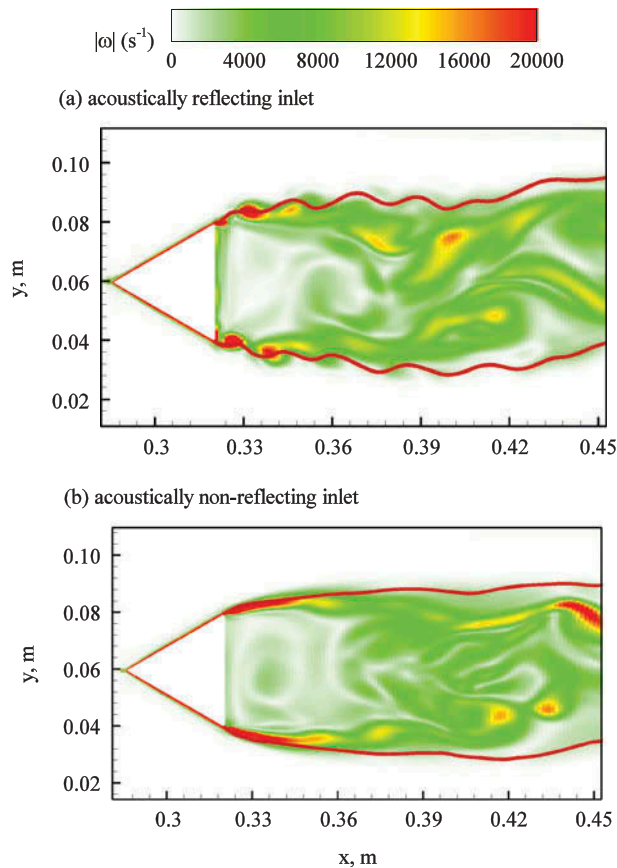 |ω| (s⁻¹)
0 4000 8000 12000 16000 20000
(a) acoustically reflecting inlet
y, m
0.10
0.08
0.06
0.04
0.02
0.3 0.33 0.36 0.39 0.42 0.45
(b) acoustically non-reflecting inlet
y, m
0.10
0.08
0.06
0.04
0.02
0.3 0.33 0.36 0.39 0.42 0.45
x, m